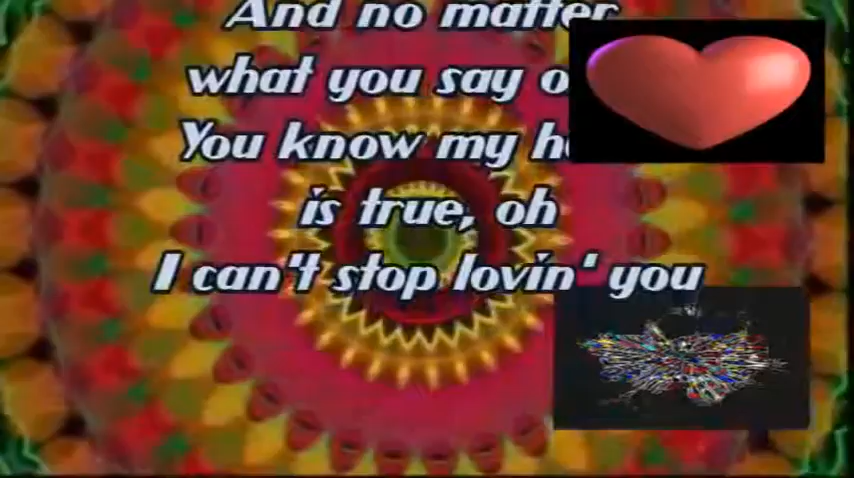 And no matter
what you say o
You know my h
is true, oh
I can't stop lovin' you